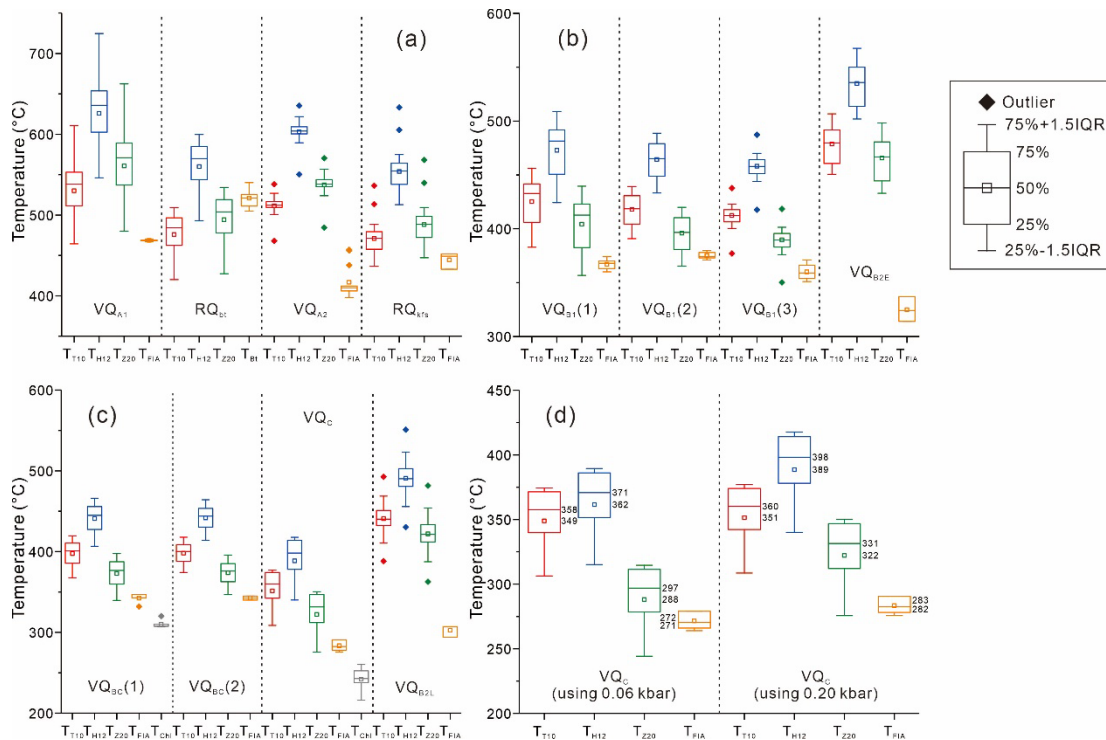 (a)
Temperature (°C)
700
600
500
400
VQA1
RQbt
VQA2
RQkfs
TT10 TH12 TZ20 TFIA TT10 TH12 TZ20 TBt TT10 TH12 TZ20 TFIA TT10 TH12 TZ20 TFIA
(b)
Temperature (°C)
500
400
300
600
VQB1(1)
VQB1(2)
VQB1(3)
VQB2E
TT10 TH12 TZ20 TFIA TT10 TH12 TZ20 TFIA TT10 TH12 TZ20 TFIA TT10 TH12 TZ20 TFIA
Outlier
75%+1.5IQR
75%
50%
25%
25%-1.5IQR
(c)
Temperature (°C)
600
500
400
300
200
VQC
VQBC(1)
VQBC(2)
VQB2L
TT10 TH12 TZ20 TFIA TChl TT10 TH12 TZ20 TFIA TT10 TH12 TZ20 TFIA TChl TT10 TH12 TZ20 TFIA
(d)
Temperature (°C)
450
400
350
300
250
200
358
349
371
362
297
288
272
271
360
351
398
389
331
322
283
282
VQC
(using 0.06 kbar)
VQC
(using 0.20 kbar)
TT10 TH12 TZ20 TFIA TT10 TH12 TZ20 TFIA